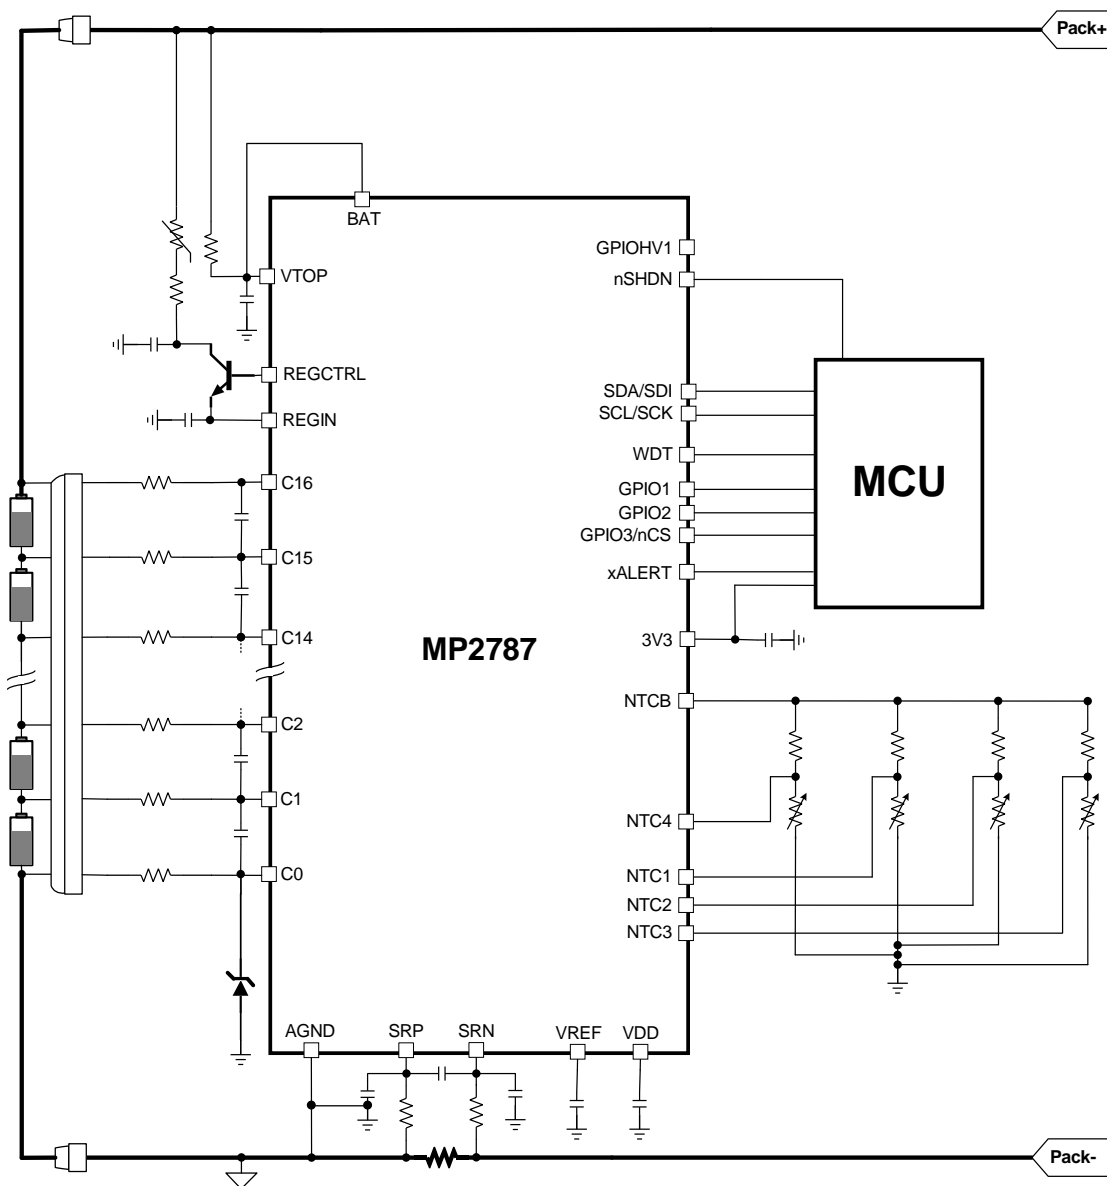 Pack+
BAT
GPIOHV1
VTOP
nSHDN
REGCTRL
SDA/SDI
SCL/SCK
REGIN
WDT
C16
GPIO1
MCU
GPIO2
GPIO3/nCS
C15
xALERT
C14
3V3
MP2787
NTCB
C2
C1
NTC4
C0
NTC1
NTC2
NTC3
AGND
SRP
SRN
VREF
VDD
Pack-